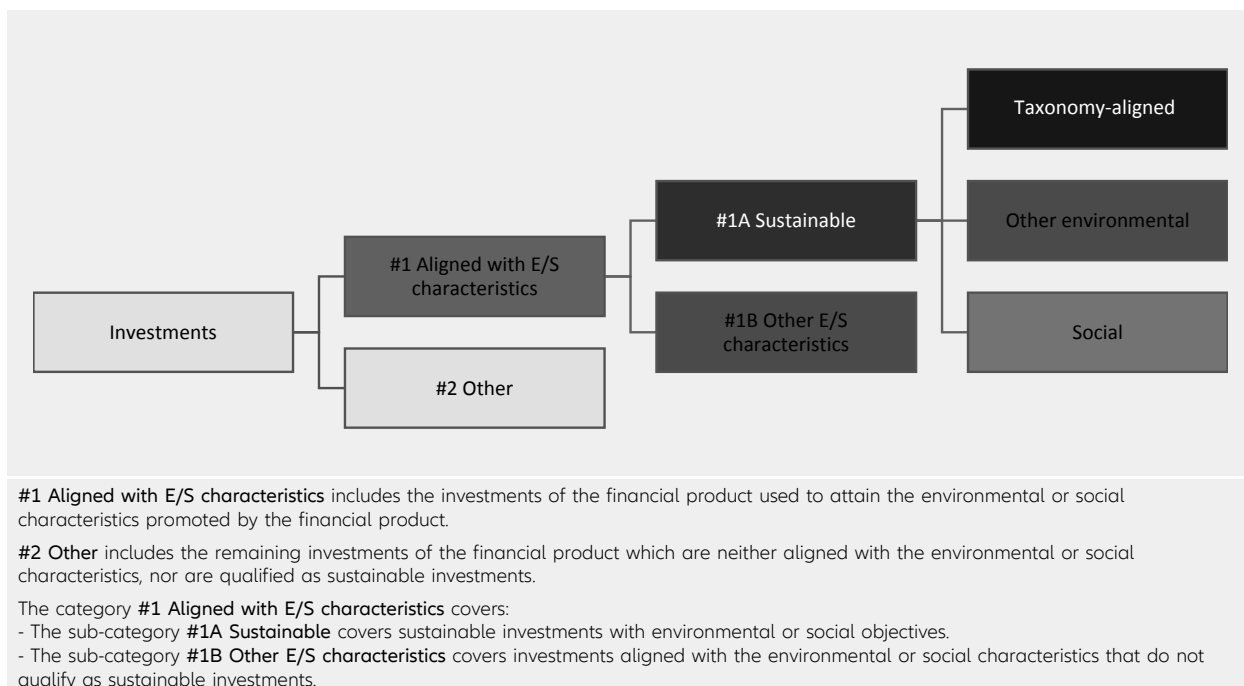 Taxonomy-aligned
#1A Sustainable
Other environmental
#1 Aligned with E/S
characteristics
#1B Other E/S
characteristics
Social
Investments
#2 Other
#1 Aligned with E/S characteristics includes the investments of the financial product used to attain the environmental or social
characteristics promoted by the financial product.
#2 Other includes the remaining investments of the financial product which are neither aligned with the environmental or social
characteristics, nor are qualified as sustainable investments.
The category #1 Aligned with E/S characteristics covers:
- The sub-category #1A Sustainable covers sustainable investments with environmental or social objectives.
- The sub-category #1B Other E/S characteristics covers investments aligned with the environmental or social characteristics that do not
qualify as sustainable investments.